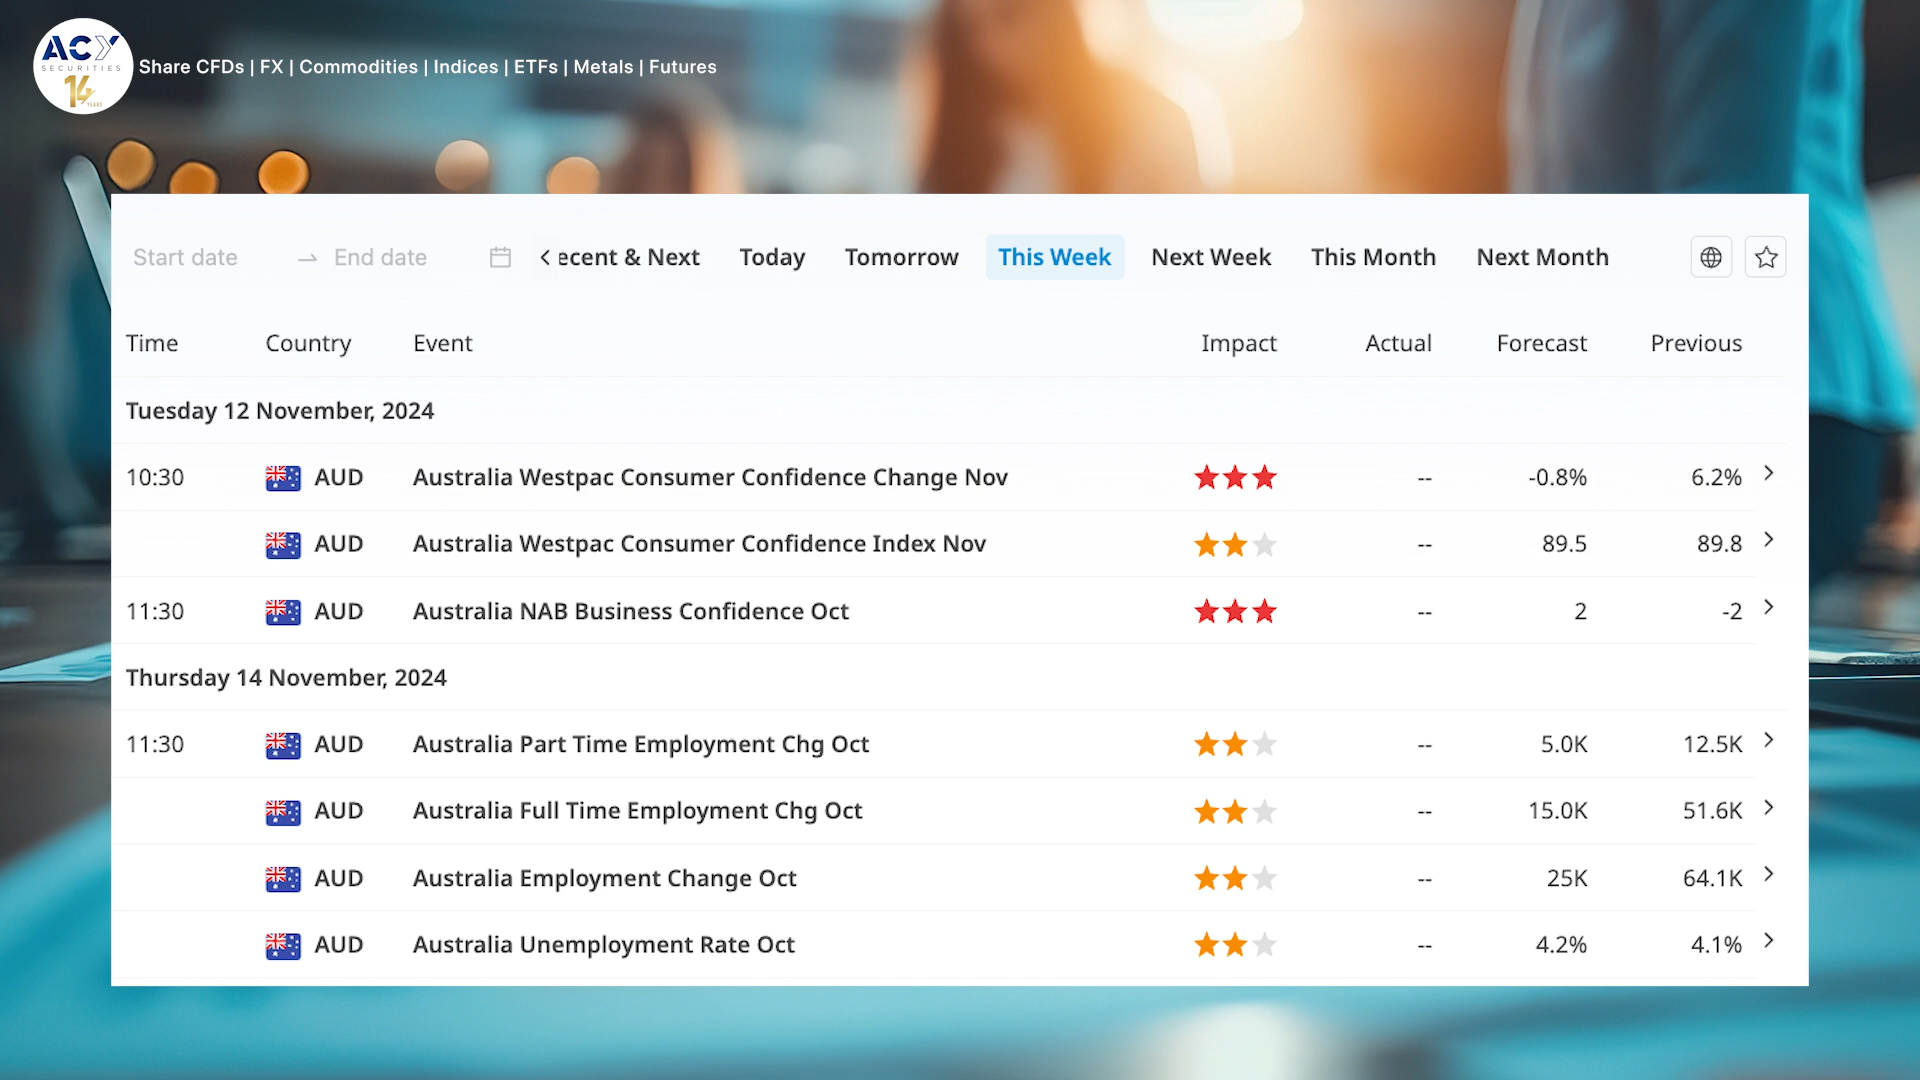 ACY
SECURITIES
14
YEARS
Share CFDs | FX | Commodities | Indices | ETFs | Metals | Futures
Start date → End date ecent & Next Today Tomorrow This Week Next Week This Month Next Month
Time Country Event Impact Actual Forecast Previous
Tuesday 12 November, 2024
10:30 AUD Australia Westpac Consumer Confidence Change Nov -- -0.8% 6.2%
AUD Australia Westpac Consumer Confidence Index Nov -- 89.5 89.8
11:30 AUD Australia NAB Business Confidence Oct -- 2 -2
Thursday 14 November, 2024
11:30 AUD Australia Part Time Employment Chg Oct -- 5.0K 12.5K
AUD Australia Full Time Employment Chg Oct -- 15.0K 51.6K
AUD Australia Employment Change Oct -- 25K 64.1K
AUD Australia Unemployment Rate Oct -- 4.2% 4.1%